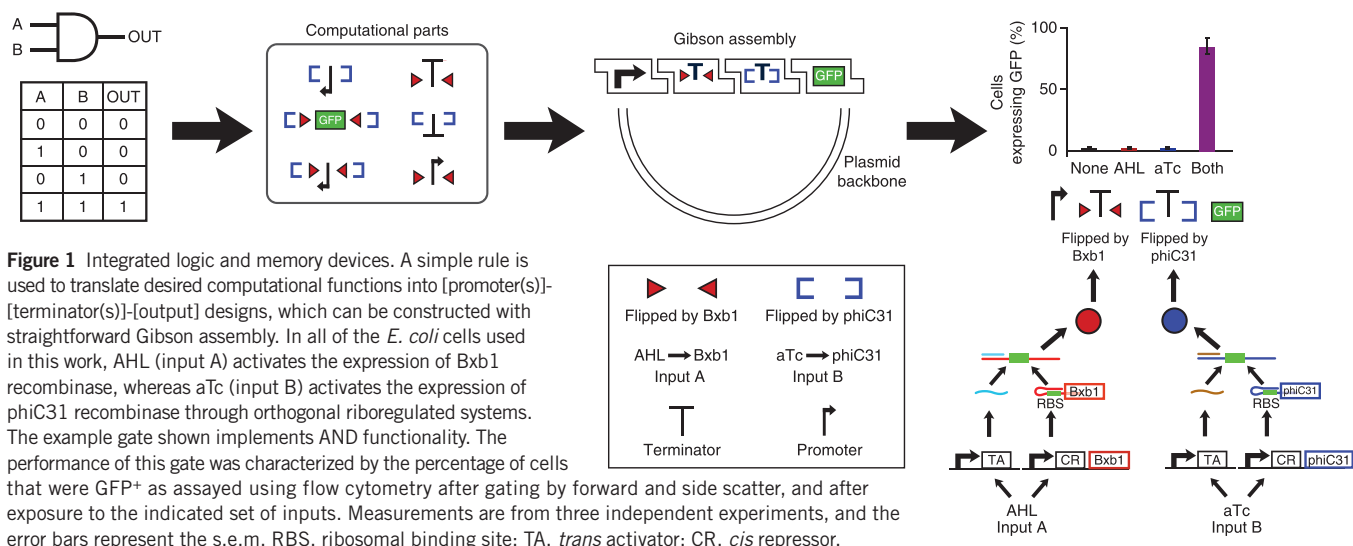 A
B
OUT
A B OUT
0 0 0
1 0 0
0 1 0
1 1 1
Computational parts
GFP
Gibson assembly
T T GFP
Plasmid
backbone
Cells
expressing GFP (%)
100
50
0
None AHL aTc Both
GFP
Flipped by
Bxb1
Flipped by
phiC31
Bxb1
RBS
phiC31
RBS
TA CR Bxb1
TA CR phiC31
AHL
Input A
aTc
Input B
Flipped by Bxb1
Flipped by phiC31
AHL Bxb1
Input A
aTc phiC31
Input B
Terminator
Promoter
Figure 1 Integrated logic and memory devices. A simple rule is
used to translate desired computational functions into [promoter(s)]-
[terminator(s)]-[output] designs, which can be constructed with
straightforward Gibson assembly. In all of the E. coli cells used
in this work, AHL (input A) activates the expression of Bxb1
recombinase, whereas aTc (input B) activates the expression of
phiC31 recombinase through orthogonal riboregulated systems.
The example gate shown implements AND functionality. The
performance of this gate was characterized by the percentage of cells
that were GFP+ as assayed using flow cytometry after gating by forward and side scatter, and after
exposure to the indicated set of inputs. Measurements are from three independent experiments, and the
error bars represent the s.e.m. RBS, ribosomal binding site; TA, trans activator; CR, cis repressor.